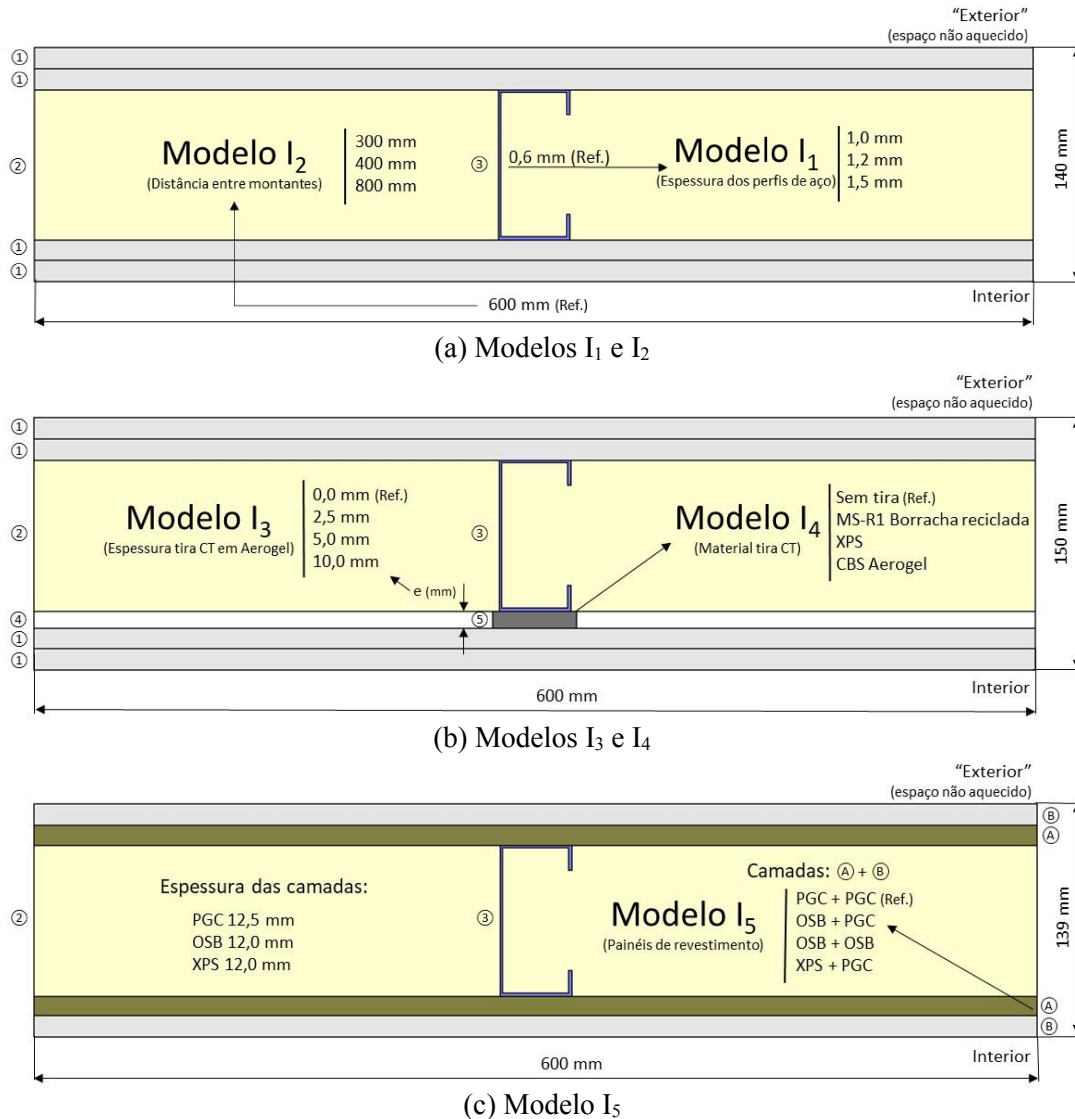 "Exterior"
(espaço não aquecido)
①
①
②
Modelo I₂
(Distância entre montantes)
300 mm
400 mm
800 mm
③
0,6 mm (Ref.)
Modelo I₁
(Espessura dos perfis de aço)
1,0 mm
1,2 mm
1,5 mm
140 mm
①
①
600 mm (Ref.)
Interior
(a) Modelos I₁ e I₂
"Exterior"
(espaço não aquecido)
①
①
②
Modelo I₃
(Espessura tira CT em Aerogel)
0,0 mm (Ref.)
2,5 mm
5,0 mm
10,0 mm
e (mm)
③
Modelo I₄
(Material tira CT)
Sem tira (Ref.)
MS-R1 Borracha reciclada
XPS
CBS Aerogel
150 mm
④
⑤
①
①
600 mm
Interior
(b) Modelos I₃ e I₄
"Exterior"
(espaço não aquecido)
Ⓑ
Ⓐ
②
Espessura das camadas:
PGC 12,5 mm
OSB 12,0 mm
XPS 12,0 mm
③
Modelo I₅
(Painéis de revestimento)
Camadas: Ⓐ + Ⓑ
PGC + PGC (Ref.)
OSB + PGC
OSB + OSB
XPS + PGC
139 mm
Ⓐ
Ⓑ
600 mm
Interior
(c) Modelo I₅